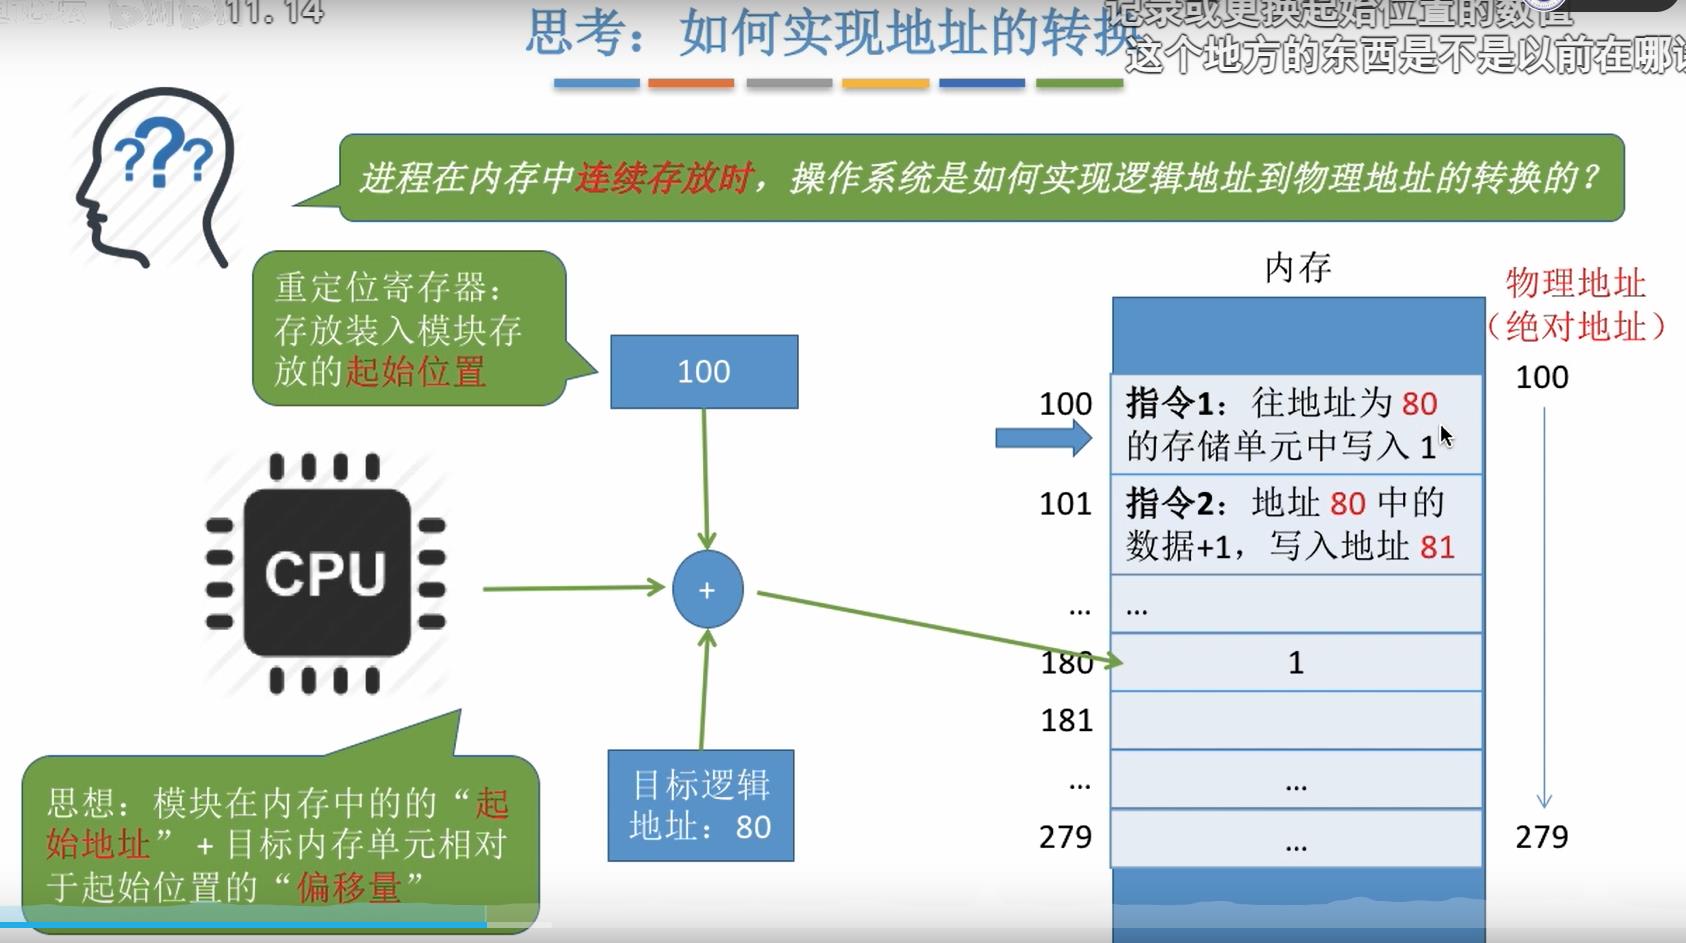 11.14
思考：如何实现地址的转换
记录或更换起始位置的数值
这个地方的东西是不是以前在哪
???
进程在内存中连续存放时，操作系统是如何实现逻辑地址到物理地址的转换的？
重定位寄存器：
存放装入模块存
放的起始位置
100
CPU
+
目标逻辑
地址：80
思想：模块在内存中的的“起
始地址”+目标内存单元相对
于起始位置的“偏移量”
内存
物理地址
（绝对地址）
100
100
指令1：往地址为 80
的存储单元中写入 1
101
指令2：地址 80 中的
数据+1，写入地址 81
...
...
180
1
181
...
...
279
...
279